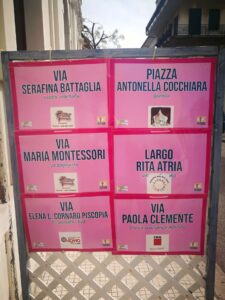 VIA
SERAFINA BATTAGLIA
PIAZZA
ANTONELLA COCCHIARA
VIA
MARIA MONTESSORI
LARGO
RITA ATRIA
VIA
ELENA L. CORNARO PISCOPIA
VIA
PAOLA CLEMENTE